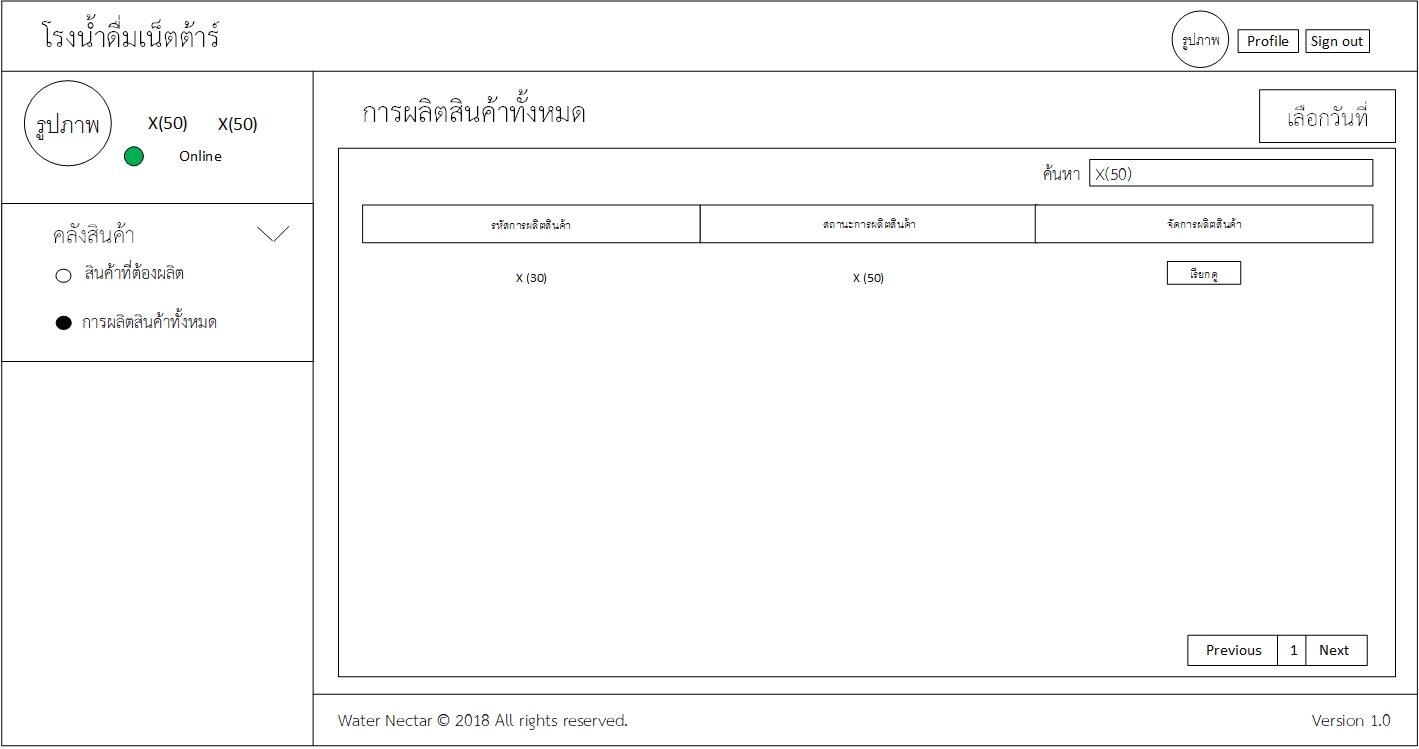 โรงน้ำดื่มเน็ตต้าร์
รูปภาพ Profile Sign out
รูปภาพ X(50) X(50)
Online
คลังสินค้า
สินค้าที่ต้องผลิต
การผลิตสินค้าทั้งหมด
การผลิตสินค้าทั้งหมด
เลือกวันที่
ค้นหา X(50)
รหัสการผลิตสินค้า สถานะการผลิตสินค้า จัดการผลิตสินค้า
X (30) X (50) เรียกดู
Previous 1 Next
Water Nectar © 2018 All rights reserved. Version 1.0